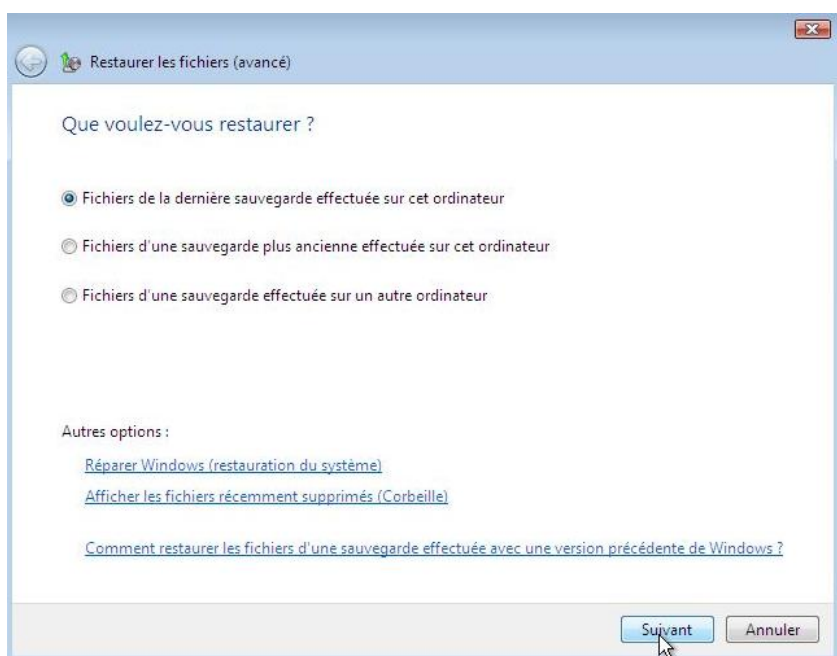 Restaurer les fichiers (avancé)
Que voulez-vous restaurer ?
Fichiers de la dernière sauvegarde effectuée sur cet ordinateur
Fichiers d'une sauvegarde plus ancienne effectuée sur cet ordinateur
Fichiers d'une sauvegarde effectuée sur un autre ordinateur
Autres options :
Réparer Windows (restauration du système)
Afficher les fichiers récemment supprimés (Corbeille)
Comment restaurer les fichiers d'une sauvegarde effectuée avec une version précédente de Windows ?
Suivant Annuler